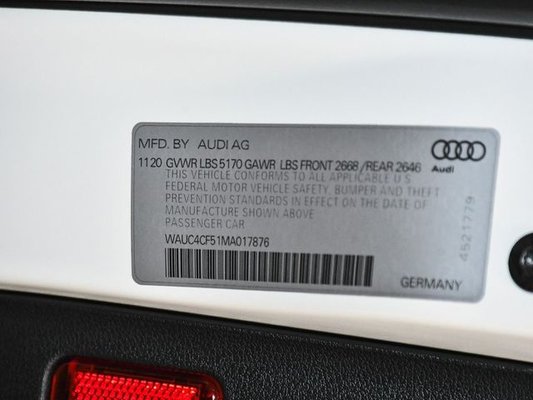 MFD. BY AUDI AG
1120 GVWR LBS 5170 GAWR LBS FRONT 2668 / REAR 2646
THIS VEHICLE CONFORMS TO ALL APPLICABLE U S
FEDERAL MOTOR VEHICLE SAFETY, BUMPER AND THEFT
PREVENTION STANDARDS IN EFFECT ON THE DATE OF
MANUFACTURE SHOWN ABOVE
PASSENGER CAR
WAUC4CF51MA017876
GERMANY
Audi
4521779